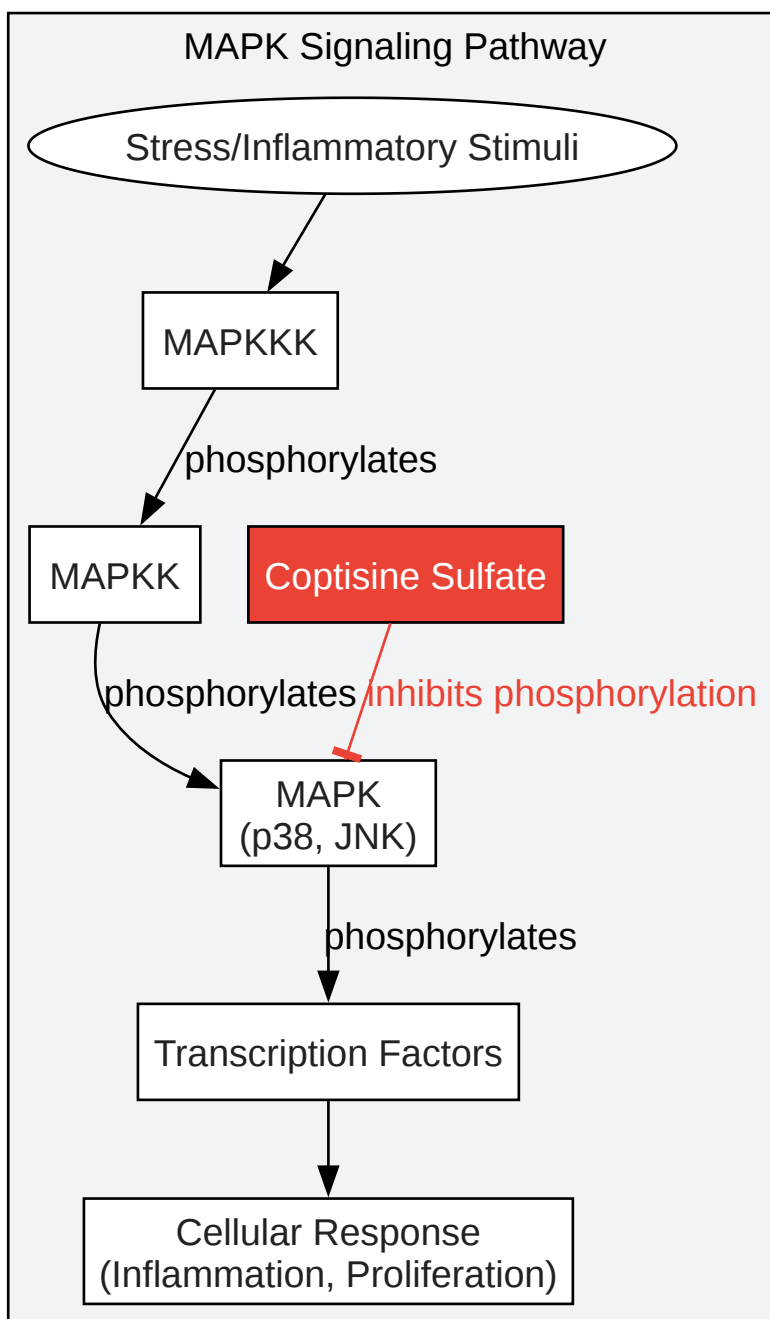 MAPK Signaling Pathway
Stress/Inflammatory Stimuli
MAPKKK
phosphorylates
MAPKK
Coptisine Sulfate
phosphorylates
inhibits phosphorylation
MAPK
(p38, JNK)
phosphorylates
Transcription Factors
Cellular Response
(Inflammation, Proliferation)